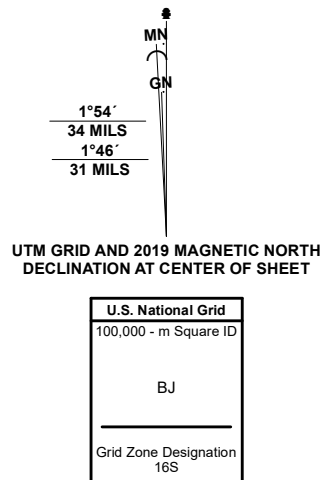 MN
GN
1°54´
34 MILS
1°46´
31 MILS
UTM GRID AND 2019 MAGNETIC NORTH
DECLINATION AT CENTER OF SHEET
U.S. National Grid
100,000 - m Square ID
BJ
Grid Zone Designation
16S